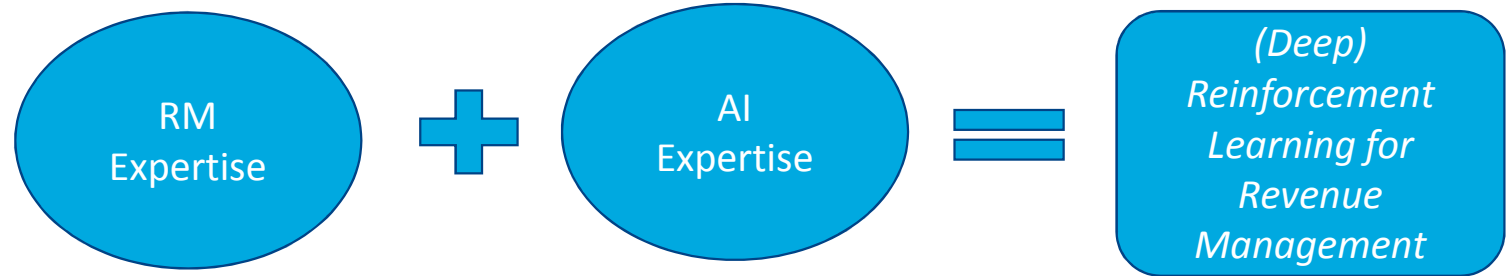 RM
Expertise
AI
Expertise
(Deep)
Reinforcement
Learning for
Revenue
Management